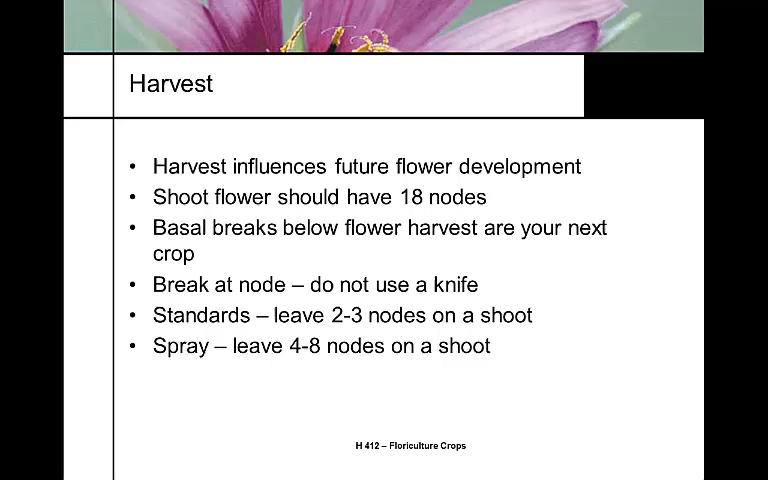 Harvest
• Harvest influences future flower development
• Shoot flower should have 18 nodes
• Basal breaks below flower harvest are your next
crop
• Break at node – do not use a knife
• Standards – leave 2-3 nodes on a shoot
• Spray – leave 4-8 nodes on a shoot
H 412 – Floriculture Crops